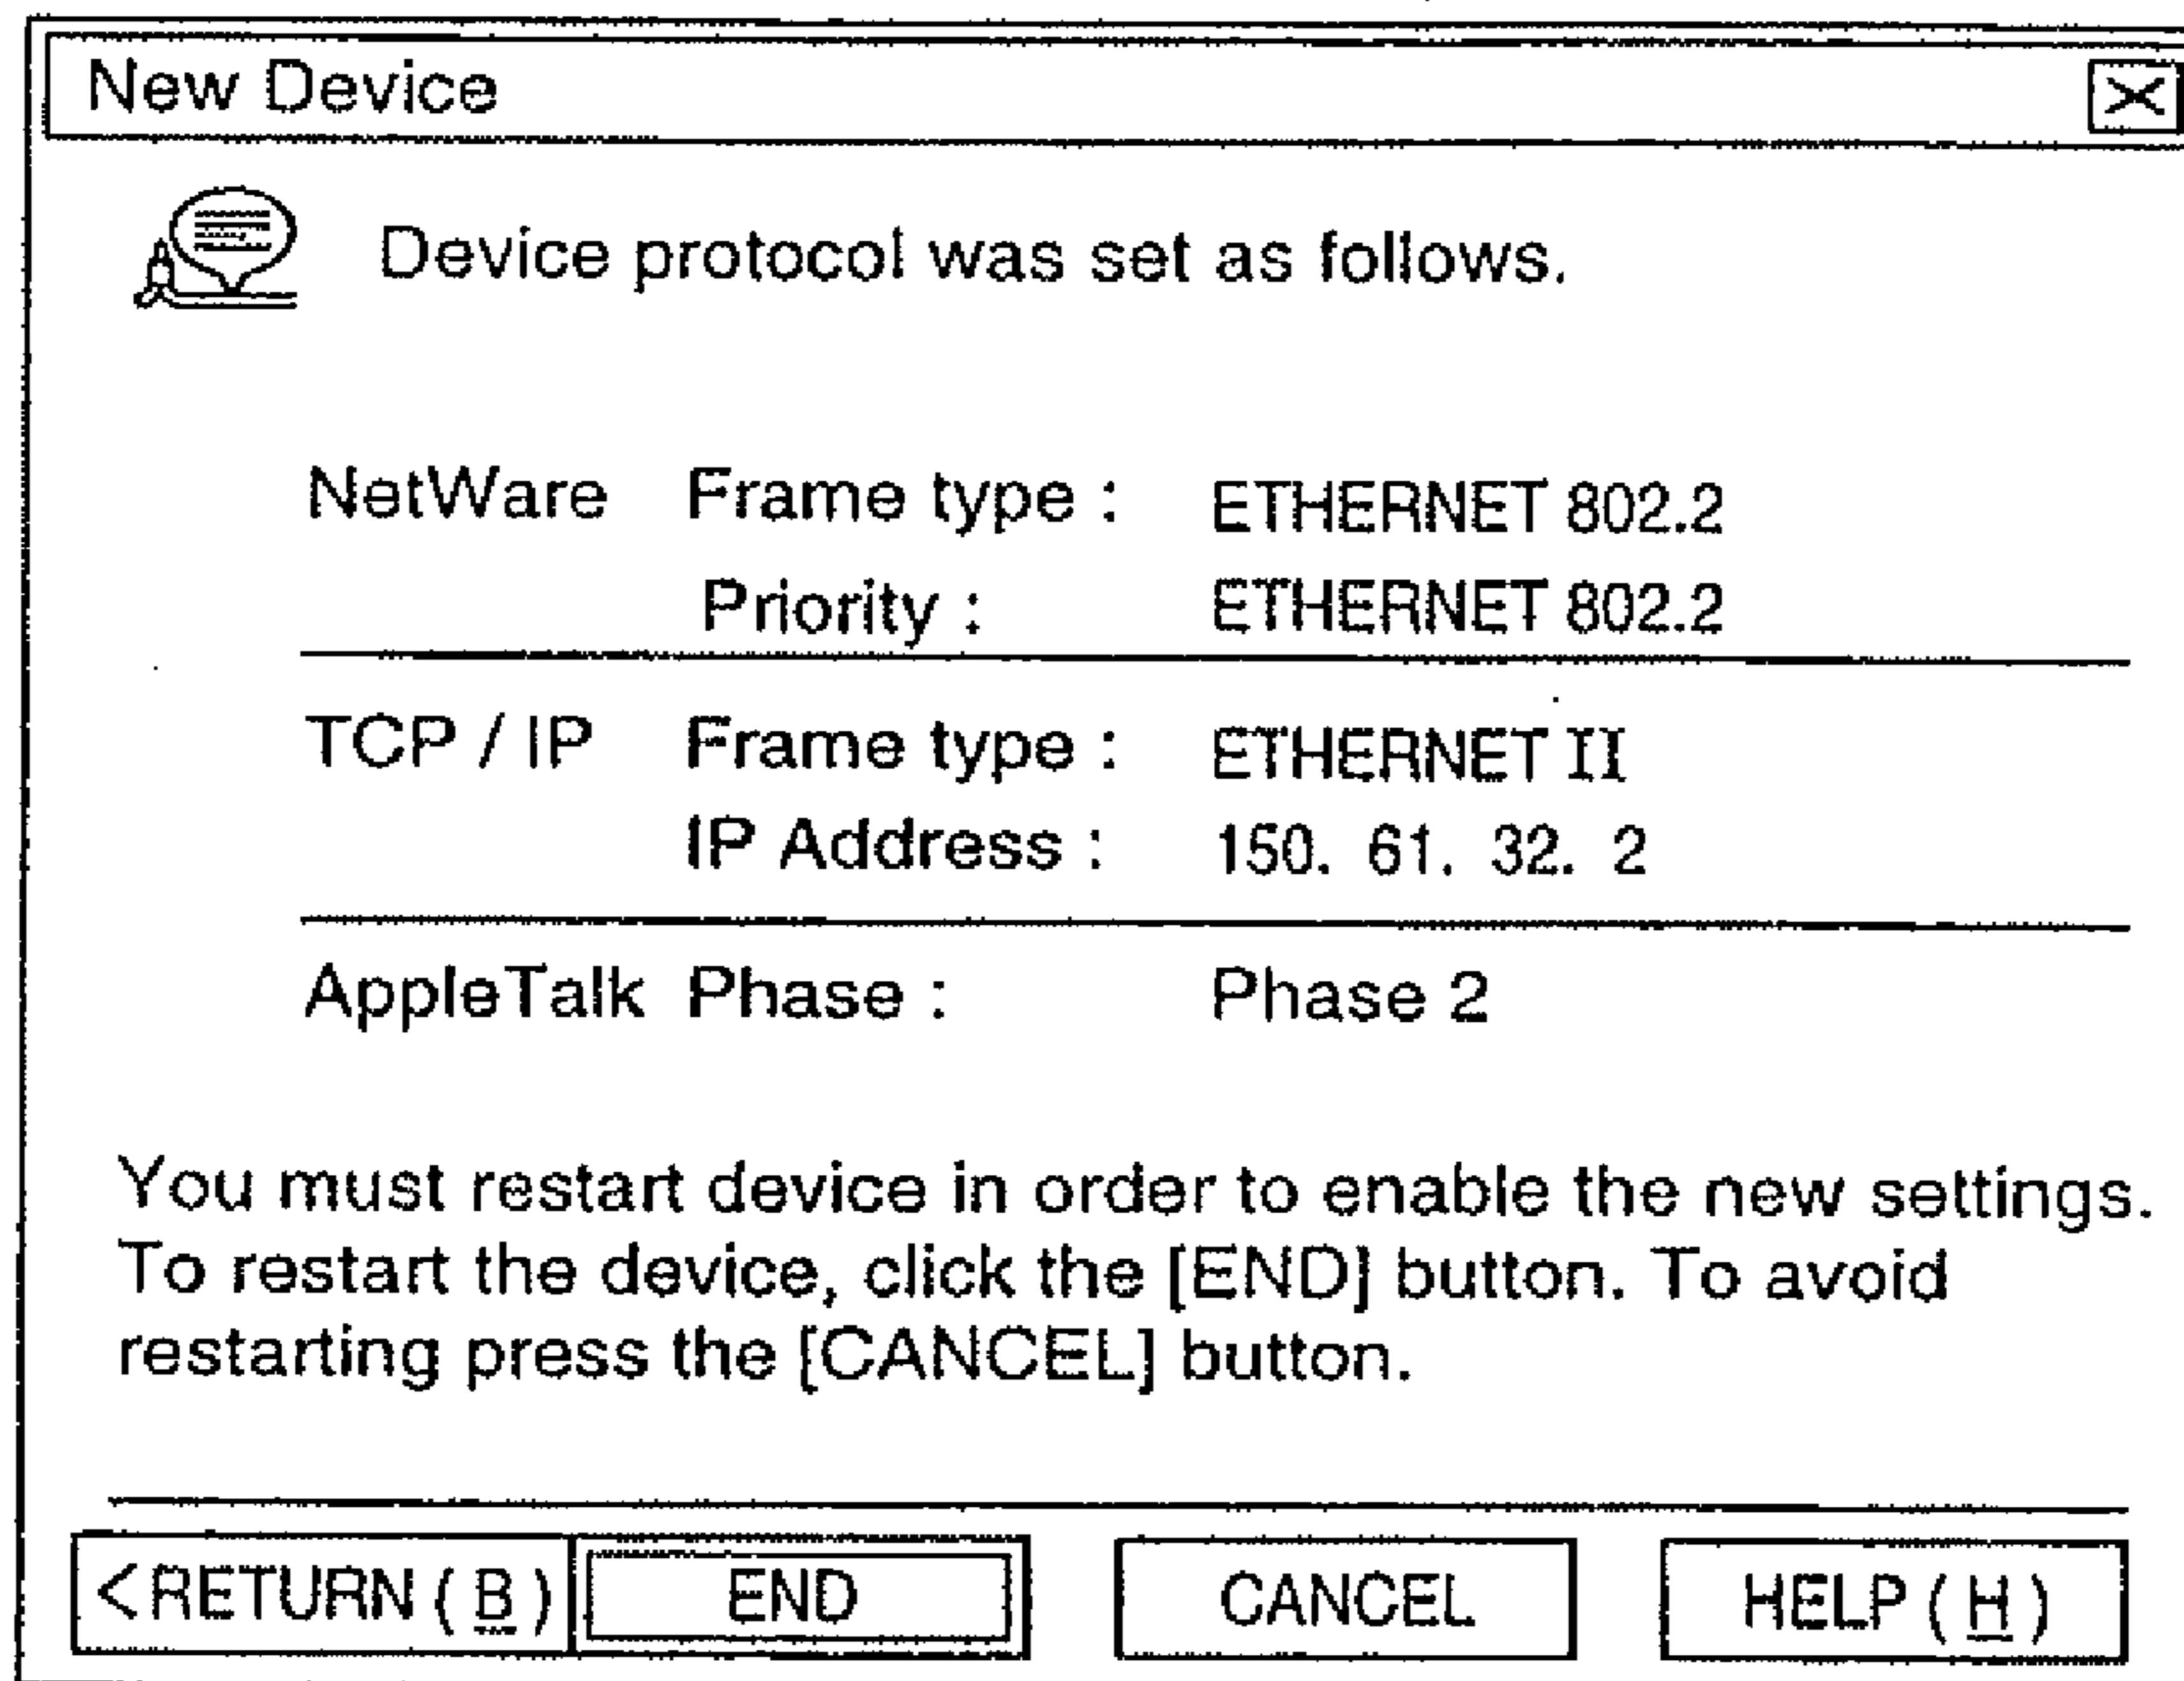 New Device
Device protocol was set as follows.
NetWare Frame type : ETHERNET 802.2
Priority : ETHERNET 802.2
TCP / IP Frame type : ETHERNET II
IP Address : 150. 61. 32. 2
AppleTalk Phase : Phase 2
You must restart device in order to enable the new settings.
To restart the device, click the [END] button. To avoid
restarting press the [CANCEL] button.
<RETURN ( B ) END CANCEL HELP ( H )